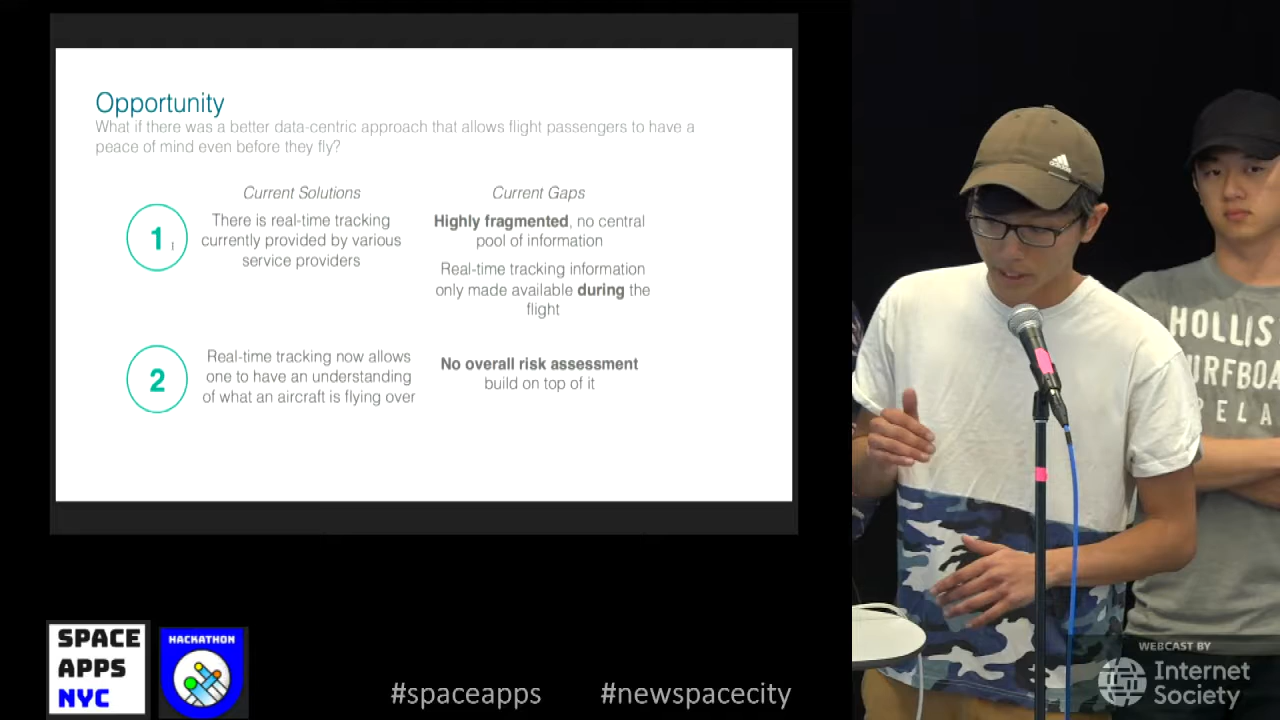 Opportunity
What if there was a better data-centric approach that allows flight passengers to have a
peace of mind even before they fly?
Current Solutions
Current Gaps
1
There is real-time tracking
currently provided by various
service providers
Highly fragmented, no central
pool of information
Real-time tracking information
only made available during the
flight
2
Real-time tracking now allows
one to have an understanding
of what an aircraft is flying over
No overall risk assessment
build on top of it
adidas
HOLLIS
URFBOA
RELA
SPACE
APPS
NYC
HACKATHON
#spaceapps
#newspacecity
WEBCAST BY
Internet
Society